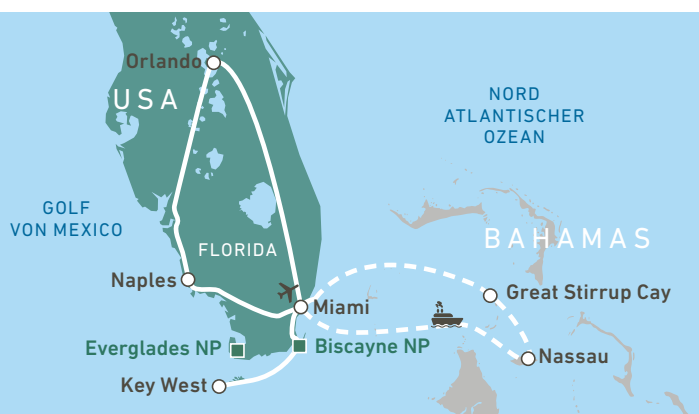 Orlando
USA
NORD
ATLANTISCHER
OZEAN
GOLF
VON MEXICO
FLORIDA
BAHAMAS
Naples
Miami
Great Stirrup Cay
Everglades NP
Biscayne NP
Nassau
Key West